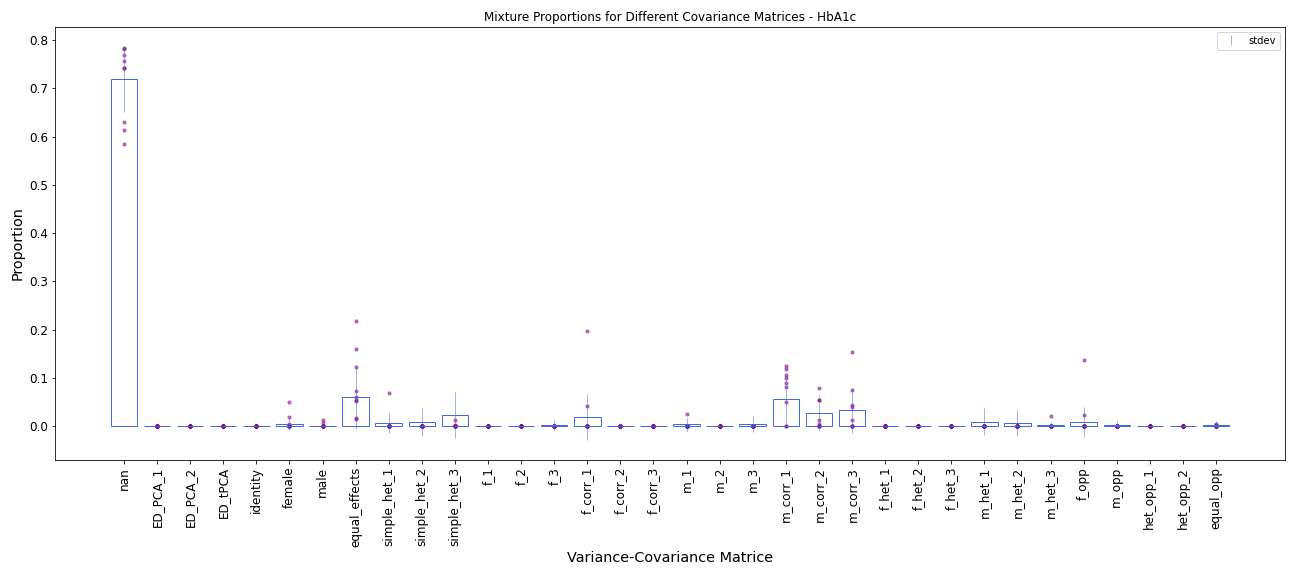 Mixture Proportions for Different Covariance Matrices - HbA1c
stdev
Proportion
0.8
0.7
0.6
0.5
0.4
0.3
0.2
0.1
0.0
nan
ED_PCA_1
ED_PCA_2
ED_tPCA
identity
female
male
equal_effects
simple_het_1
simple_het_2
simple_het_3
f_1
f_2
f_3
f_corr_1
f_corr_2
f_corr_3
m_1
m_2
m_3
m_corr_1
m_corr_2
m_corr_3
f_het_1
f_het_2
f_het_3
m_het_1
m_het_2
m_het_3
f_opp
m_opp
het_opp_1
het_opp_2
equal_opp
Variance-Covariance Matrice